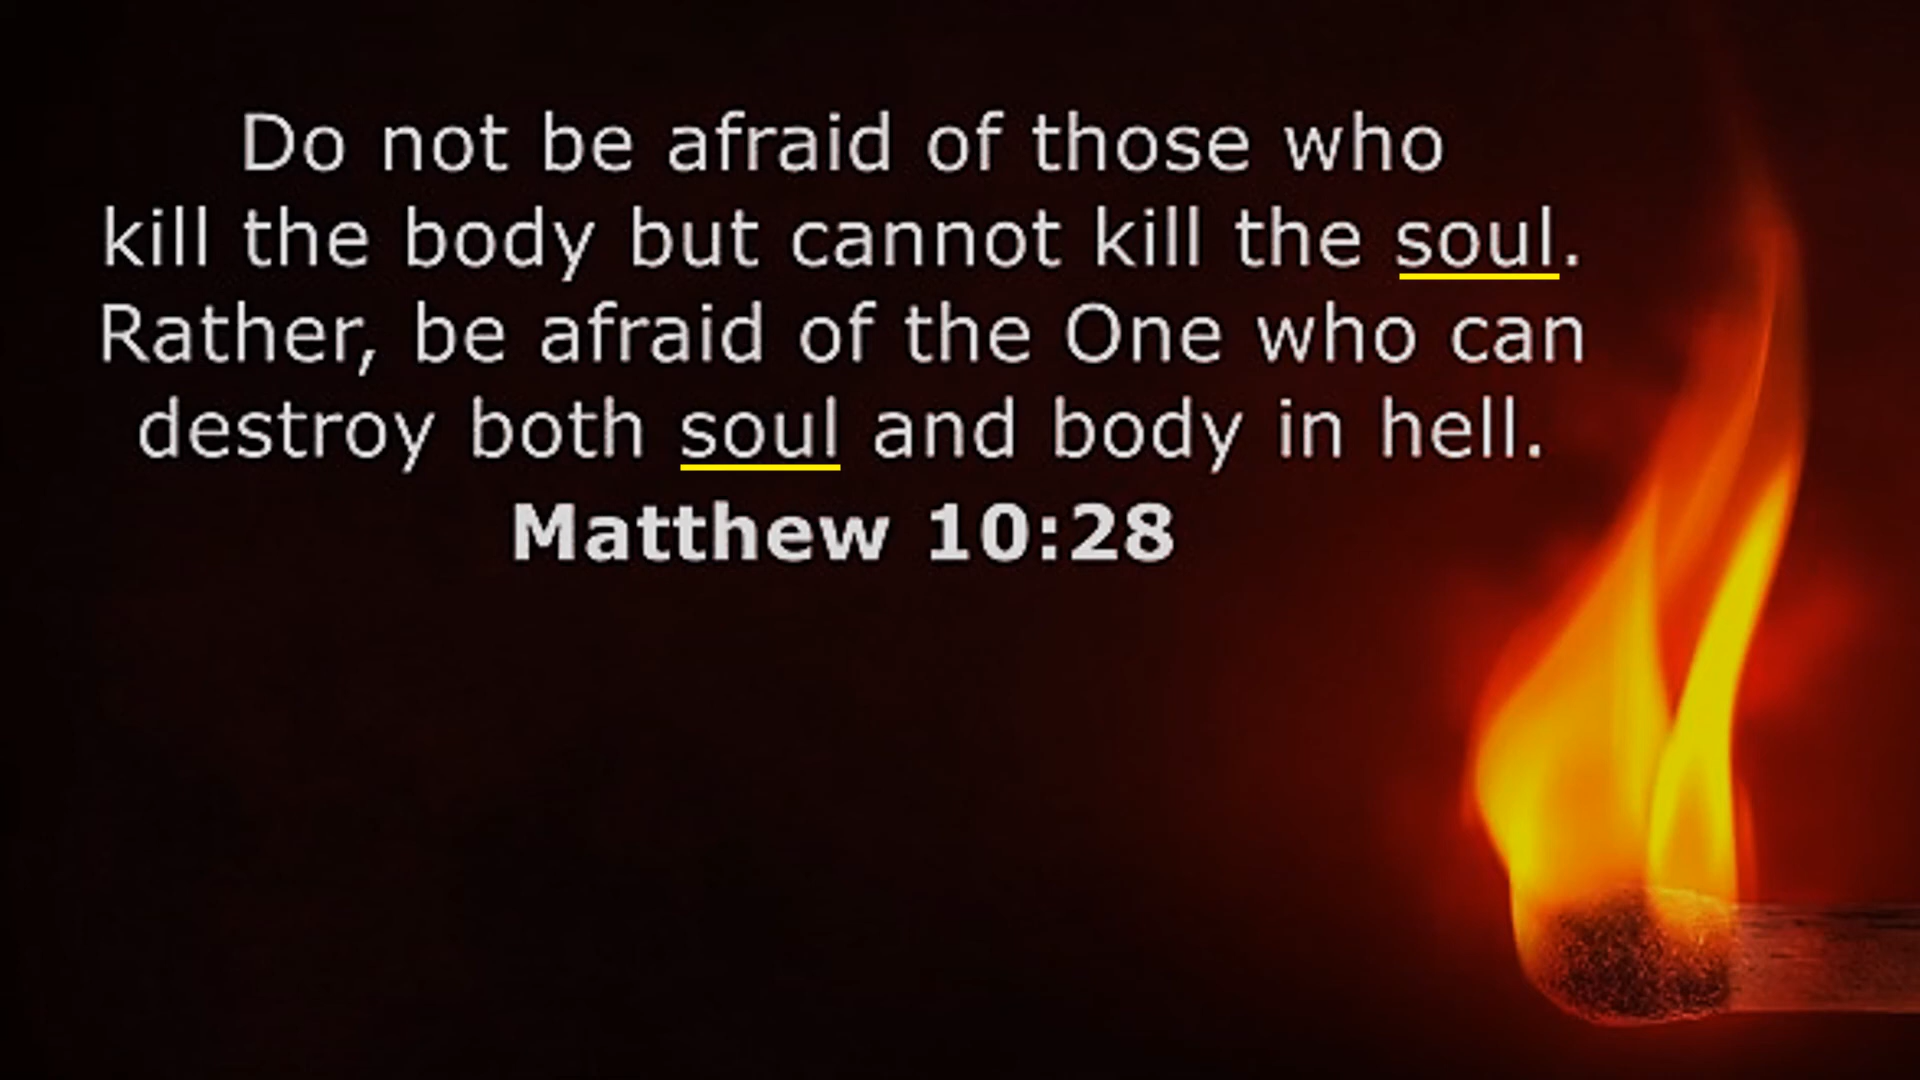 Do not be afraid of those who
kill the body but cannot kill the soul.
Rather, be afraid of the One who can
destroy both soul and body in hell.
Matthew 10:28